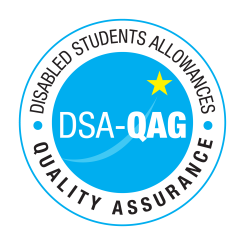 DISABLED STUDENTS ALLOWANCES
DSA-QAG
QUALITY ASSURANCE